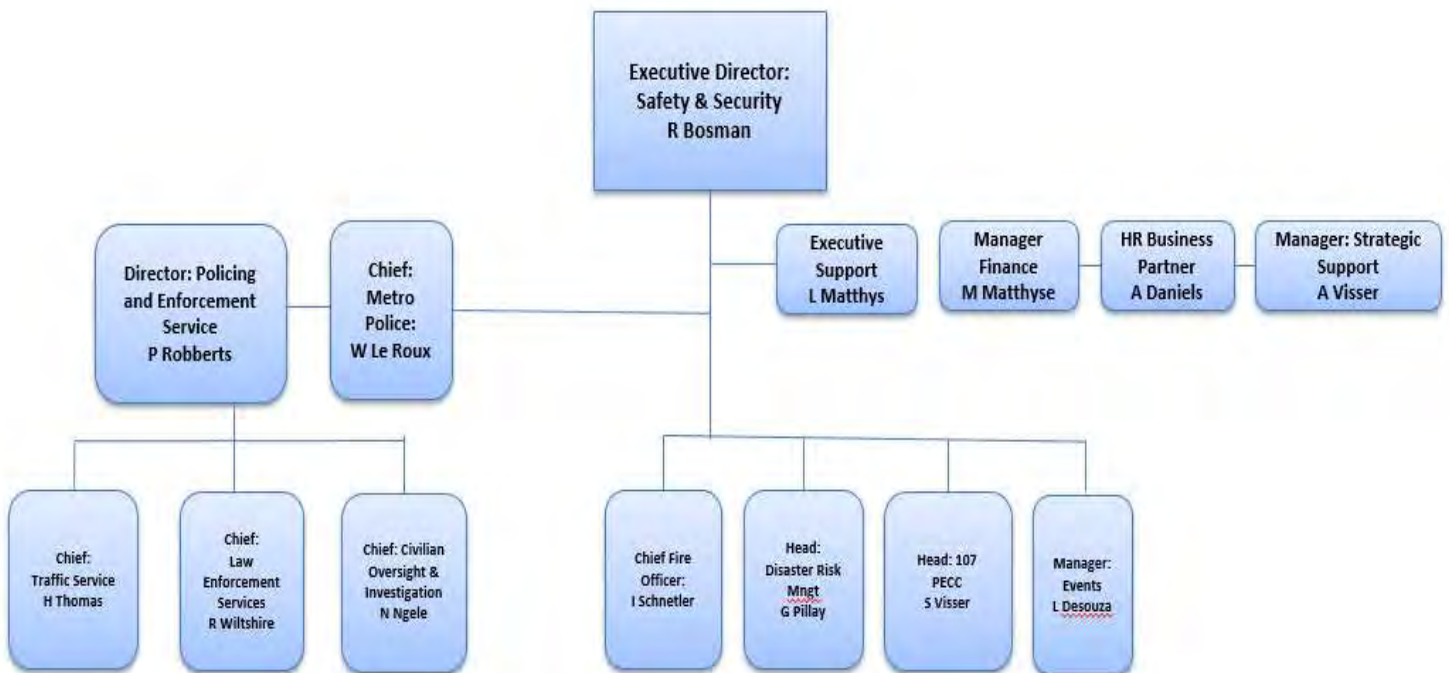 Executive Director:
Safety & Security
R Bosman
Director: Policing
and Enforcement
Service
P Robberts
Chief:
Metro
Police:
W Le Roux
Executive
Support
L Matthys
Manager
Finance
M Matthyse
HR Business
Partner
A Daniels
Manager: Strategic
Support
A Visser
Chief:
Traffic Service
H Thomas
Chief:
Law
Enforcement
Services
R Wiltshire
Chief: Civilian
Oversight &
Investigation
N Ngele
Chief Fire
Officer:
I Schnetler
Head:
Disaster Risk
Mngt
G Pillay
Head: 107
PECC
S Visser
Manager:
Events
L Desouza